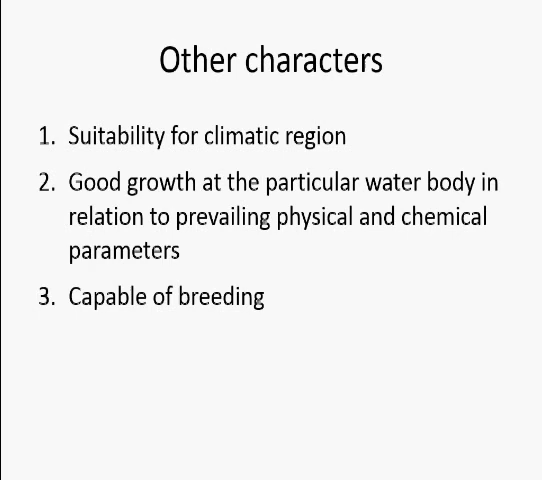 Other characters
1. Suitability for climatic region
2. Good growth at the particular water body in
relation to prevailing physical and chemical
parameters
3. Capable of breeding